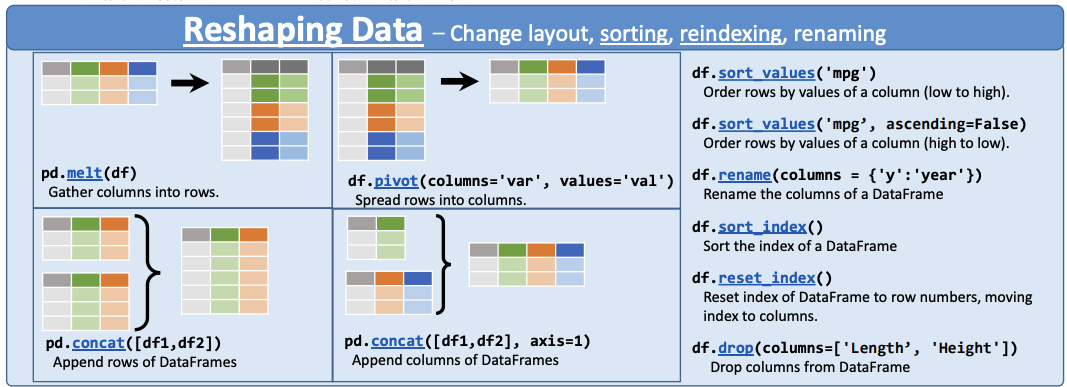 Reshaping Data – Change layout, sorting, reindexing, renaming
pd.melt(df)
Gather columns into rows.
df.pivot(columns='var', values='val')
Spread rows into columns.
pd.concat([df1,df2])
Append rows of DataFrames
pd.concat([df1,df2], axis=1)
Append columns of DataFrames
df.sort_values('mpg')
Order rows by values of a column (low to high).
df.sort_values('mpg’, ascending=False)
Order rows by values of a column (high to low).
df.rename(columns = {'y':'year'})
Rename the columns of a DataFrame
df.sort_index()
Sort the index of a DataFrame
df.reset_index()
Reset index of DataFrame to row numbers, moving
index to columns.
df.drop(columns=['Length’, 'Height'])
Drop columns from DataFrame